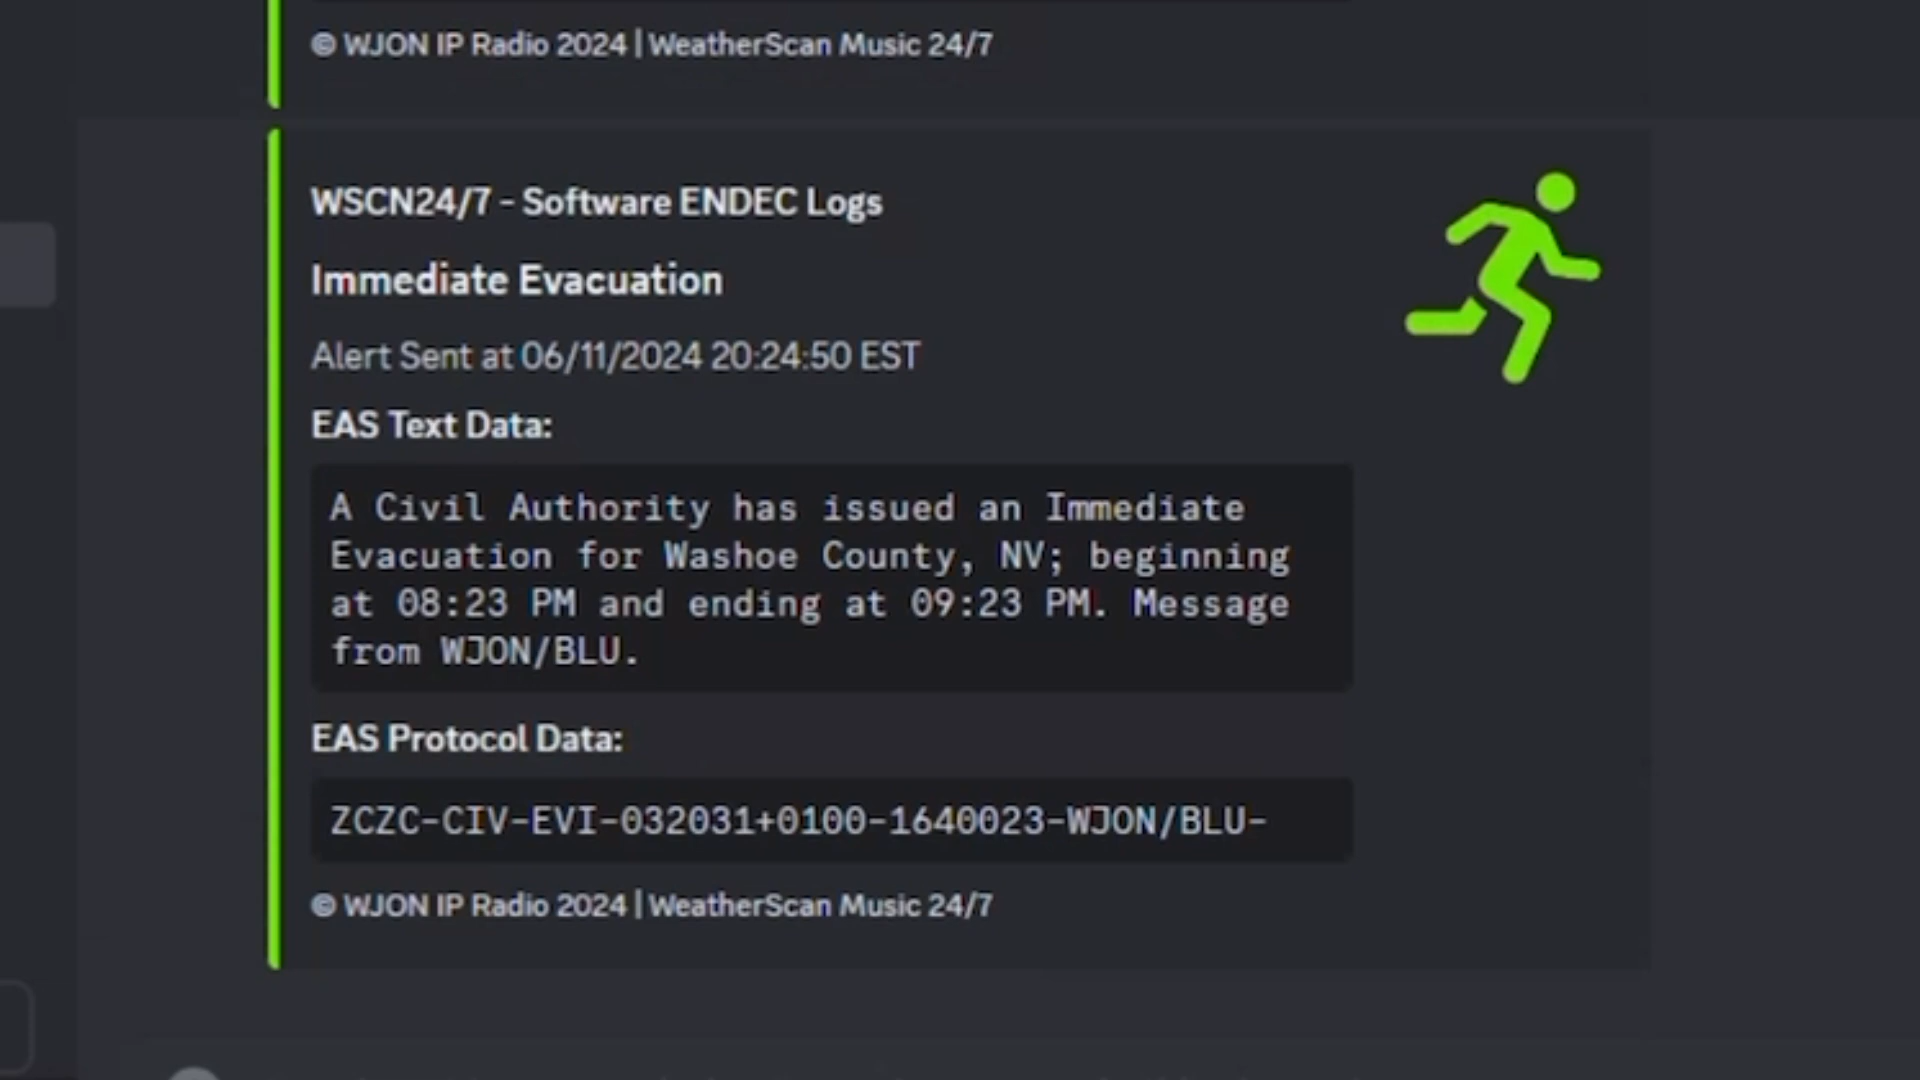 © WJON IP Radio 2024 | WeatherScan Music 24/7
WSCN24/7 - Software ENDEC Logs
Immediate Evacuation
Alert Sent at 06/11/2024 20:24:50 EST
EAS Text Data:
A Civil Authority has issued an Immediate
Evacuation for Washoe County, NV; beginning
at 08:23 PM and ending at 09:23 PM. Message
from WJON/BLU.
EAS Protocol Data:
ZCZC-CIV-EVI-032031+0100-1640023-WJON/BLU-
© WJON IP Radio 2024 | WeatherScan Music 24/7